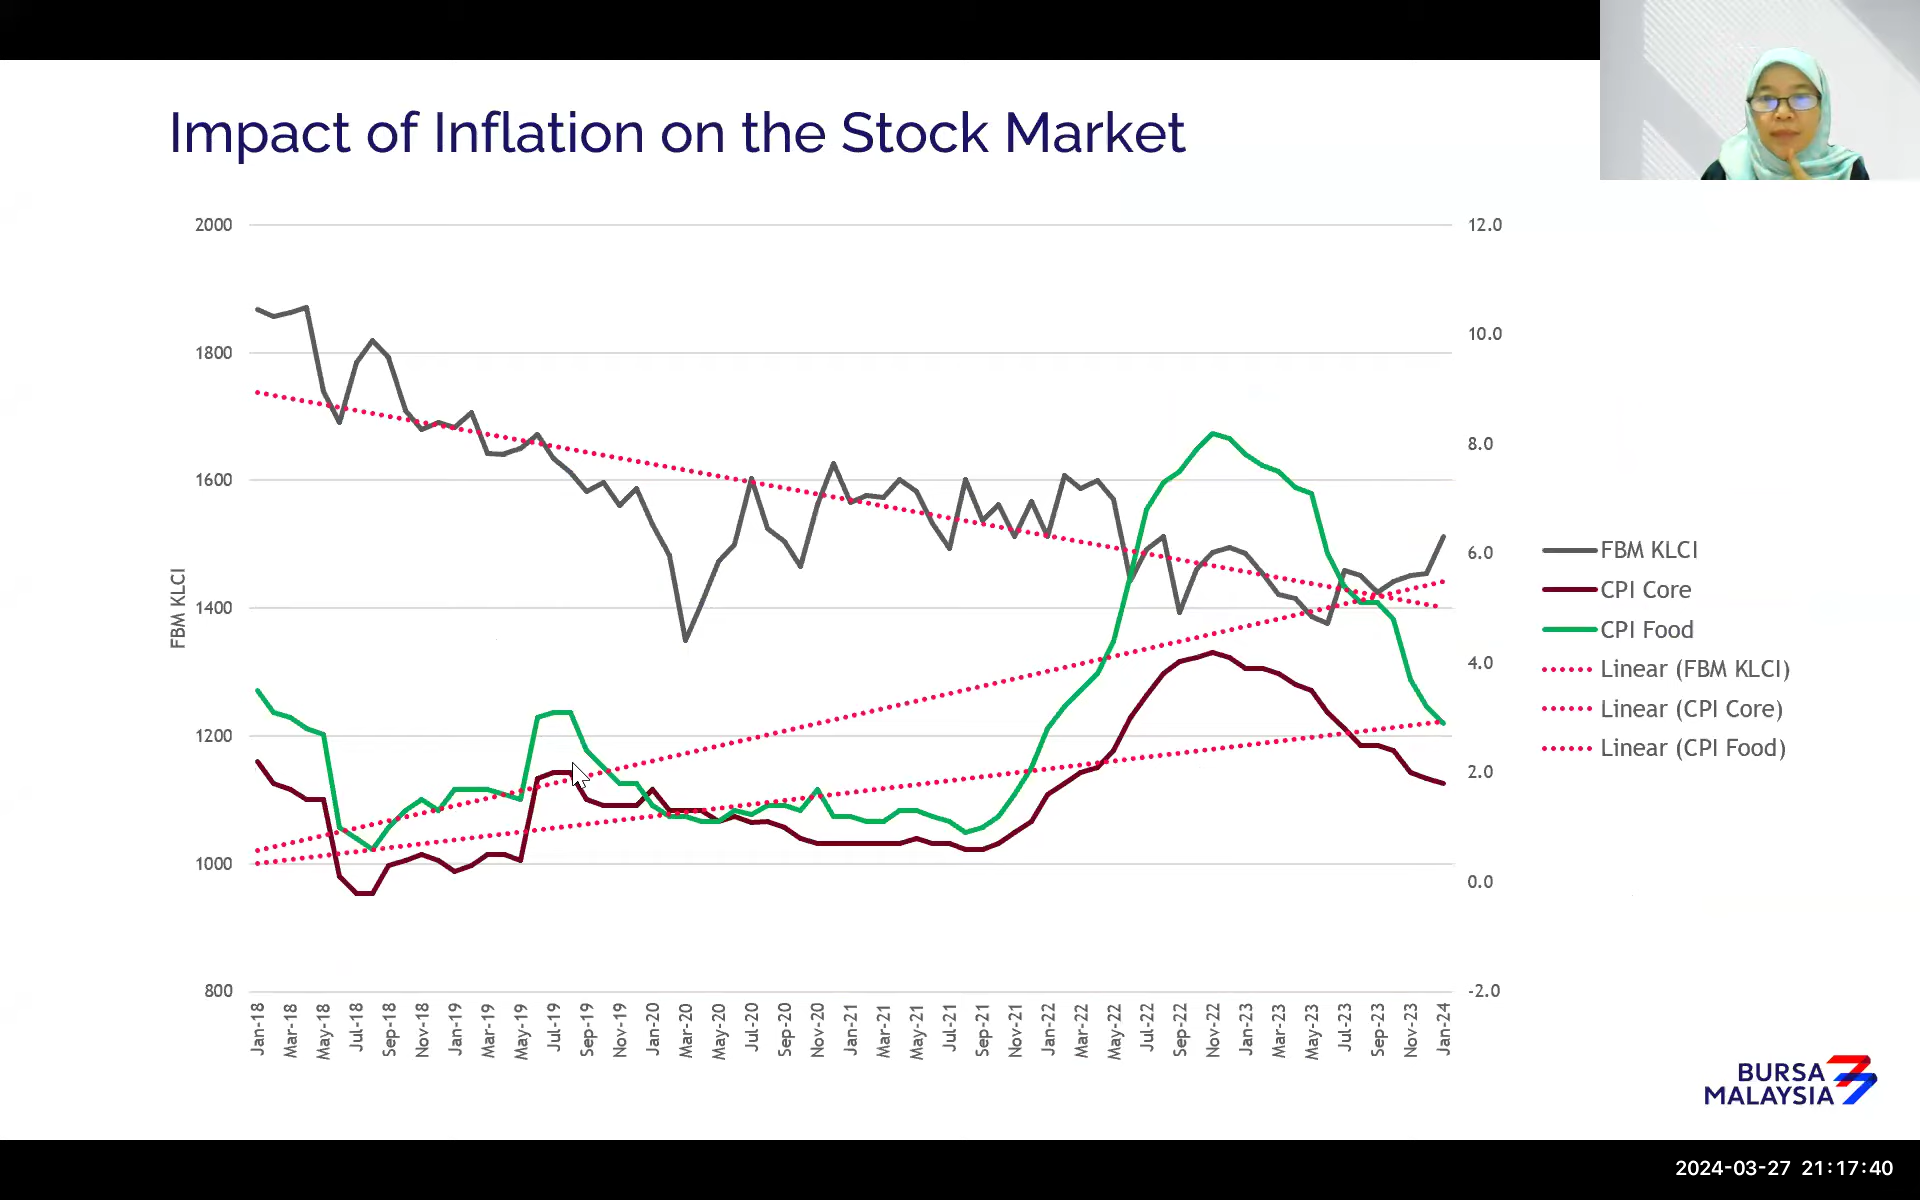 Impact of Inflation on the Stock Market
2000
1800
1600
1400
1200
1000
800
FBM KLCI
12.0
10.0
8.0
6.0
4.0
2.0
0.0
-2.0
Jan-18
Mar-18
May-18
Jul-18
Sep-18
Nov-18
Jan-19
Mar-19
May-19
Jul-19
Sep-19
Nov-19
Jan-20
Mar-20
May-20
Jul-20
Sep-20
Nov-20
Jan-21
Mar-21
May-21
Jul-21
Sep-21
Nov-21
Jan-22
Mar-22
May-22
Jul-22
Sep-22
Nov-22
Jan-23
Mar-23
May-23
Jul-23
Sep-23
Nov-23
Jan-24
FBM KLCI
CPI Core
CPI Food
Linear (FBM KLCI)
Linear (CPI Core)
Linear (CPI Food)
BURSA
MALAYSIA
2024-03-27 21:17:40